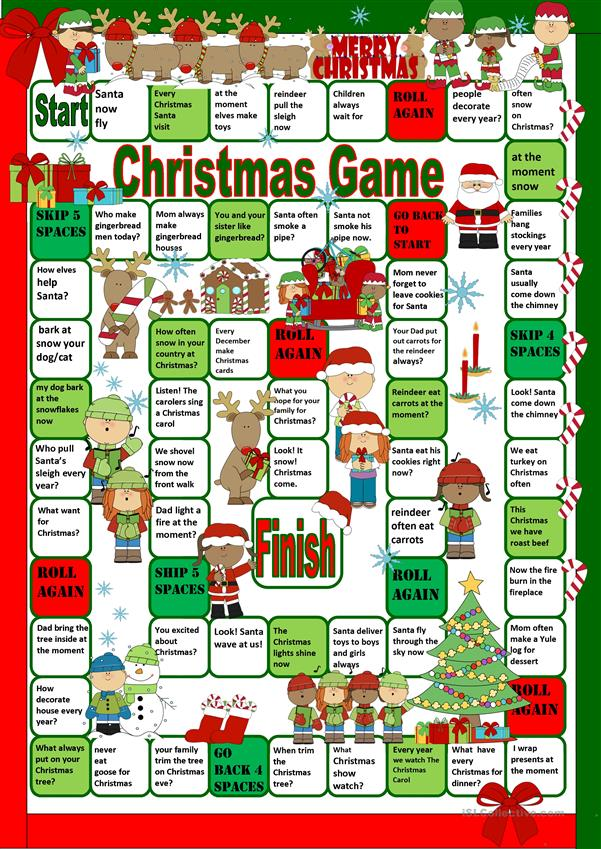 MERRY
CHRISTMAS
Start
Santa
now
fly
Every
Christmas
Santa
visit
at the
moment
elves make
toys
reindeer
pull the
sleigh
now
Children
always
wait for
ROLL
AGAIN
people
decorate
every year?
often
snow
on
Christmas?
Christmas Game
at the
moment
snow
SKIP 5
SPACES
Who make
gingerbread
men today?
Mom always
make
gingerbread
houses
You and your
sister like
gingerbread?
Santa often
smoke a
pipe?
Santa not
smoke his
pipe now.
GO BACK
TO
START
Families
hang
stockings
every year
How elves
help
Santa?
Mom never
forget to
leave cookies
for Santa
Santa
usually
come down
the chimney
bark at
snow your
dog/cat
How often
snow in your
country at
Christmas?
Every
December
make
Christmas
cards
ROLL
AGAIN
Your Dad put
out carrots for
the reindeer
always?
SKIP 4
SPACES
my dog bark
at the
snowflakes
now
Listen! The
carolers sing
a Christmas
carol
What you
hope for your
family for
Christmas?
Reindeer eat
carrots at the
moment?
Look! Santa
come down
the chimney
Who pull
Santa's
sleigh every
year?
We shovel
snow now
from the
front walk
Look! It
snow!
Christmas
come.
Santa eat his
cookies right
now?
We eat
turkey on
Christmas
often
What want
for
Christmas?
Dad light a
fire at the
moment?
Finish
reindeer
often eat
carrots
This
Christmas
we have
roast beef
ROLL
AGAIN
SHIP 5
SPACES
ROLL
AGAIN
Now the fire
burn in the
fireplace
Dad bring the
tree inside at
the moment
You excited
about
Christmas?
Look! Santa
wave at us!
The
Christmas
lights shine
now
Santa deliver
toys to boys
and girls
always
Santa fly
through the
sky now
Mom often
make a Yule
log for
dessert
How
decorate
house every
year?
ROLL
AGAIN
What always
put on your
Christmas
tree?
never
eat
goose for
Christmas
your family
trim the tree
on Christmas
eve?
GO
BACK 4
SPACES
When trim
the
Christmas
tree?
What
Christmas
show
watch?
Every year
we watch The
Christmas
Carol
What have
every
Christmas for
dinner?
I wrap
presents at
the moment
iSLCollective.com